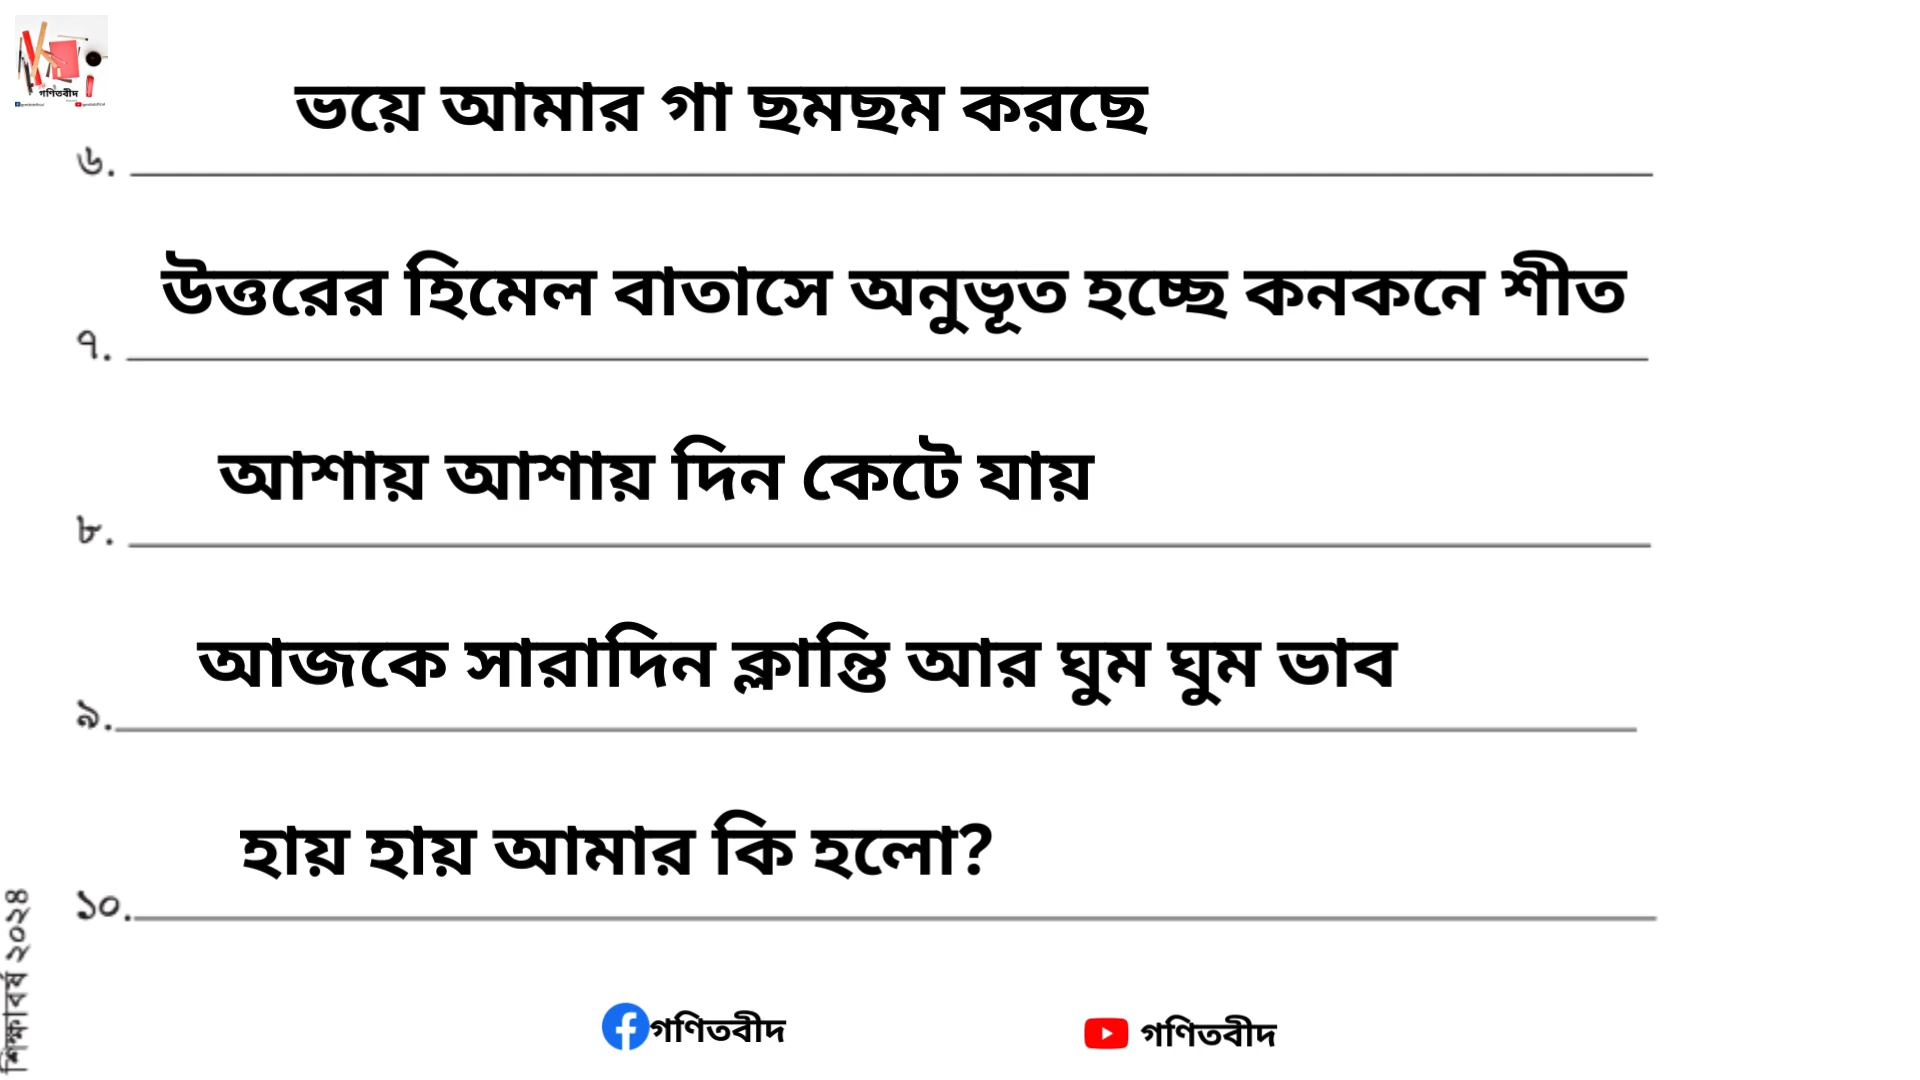 গণিতবীদ
ভয়ে আমার গা ছমছম করছে
৬.
উত্তরের হিমেল বাতাসে অনুভূত হচ্ছে কনকনে শীত
৭.
আশায় আশায় দিন কেটে যায়
৮.
আজকে সারাদিন ক্লান্তি আর ঘুম ঘুম ভাব
৯.
হায় হায় আমার কি হলো?
১০.
শিক্ষাবর্ষ ২০২৪
গণিতবীদ
গণিতবীদ